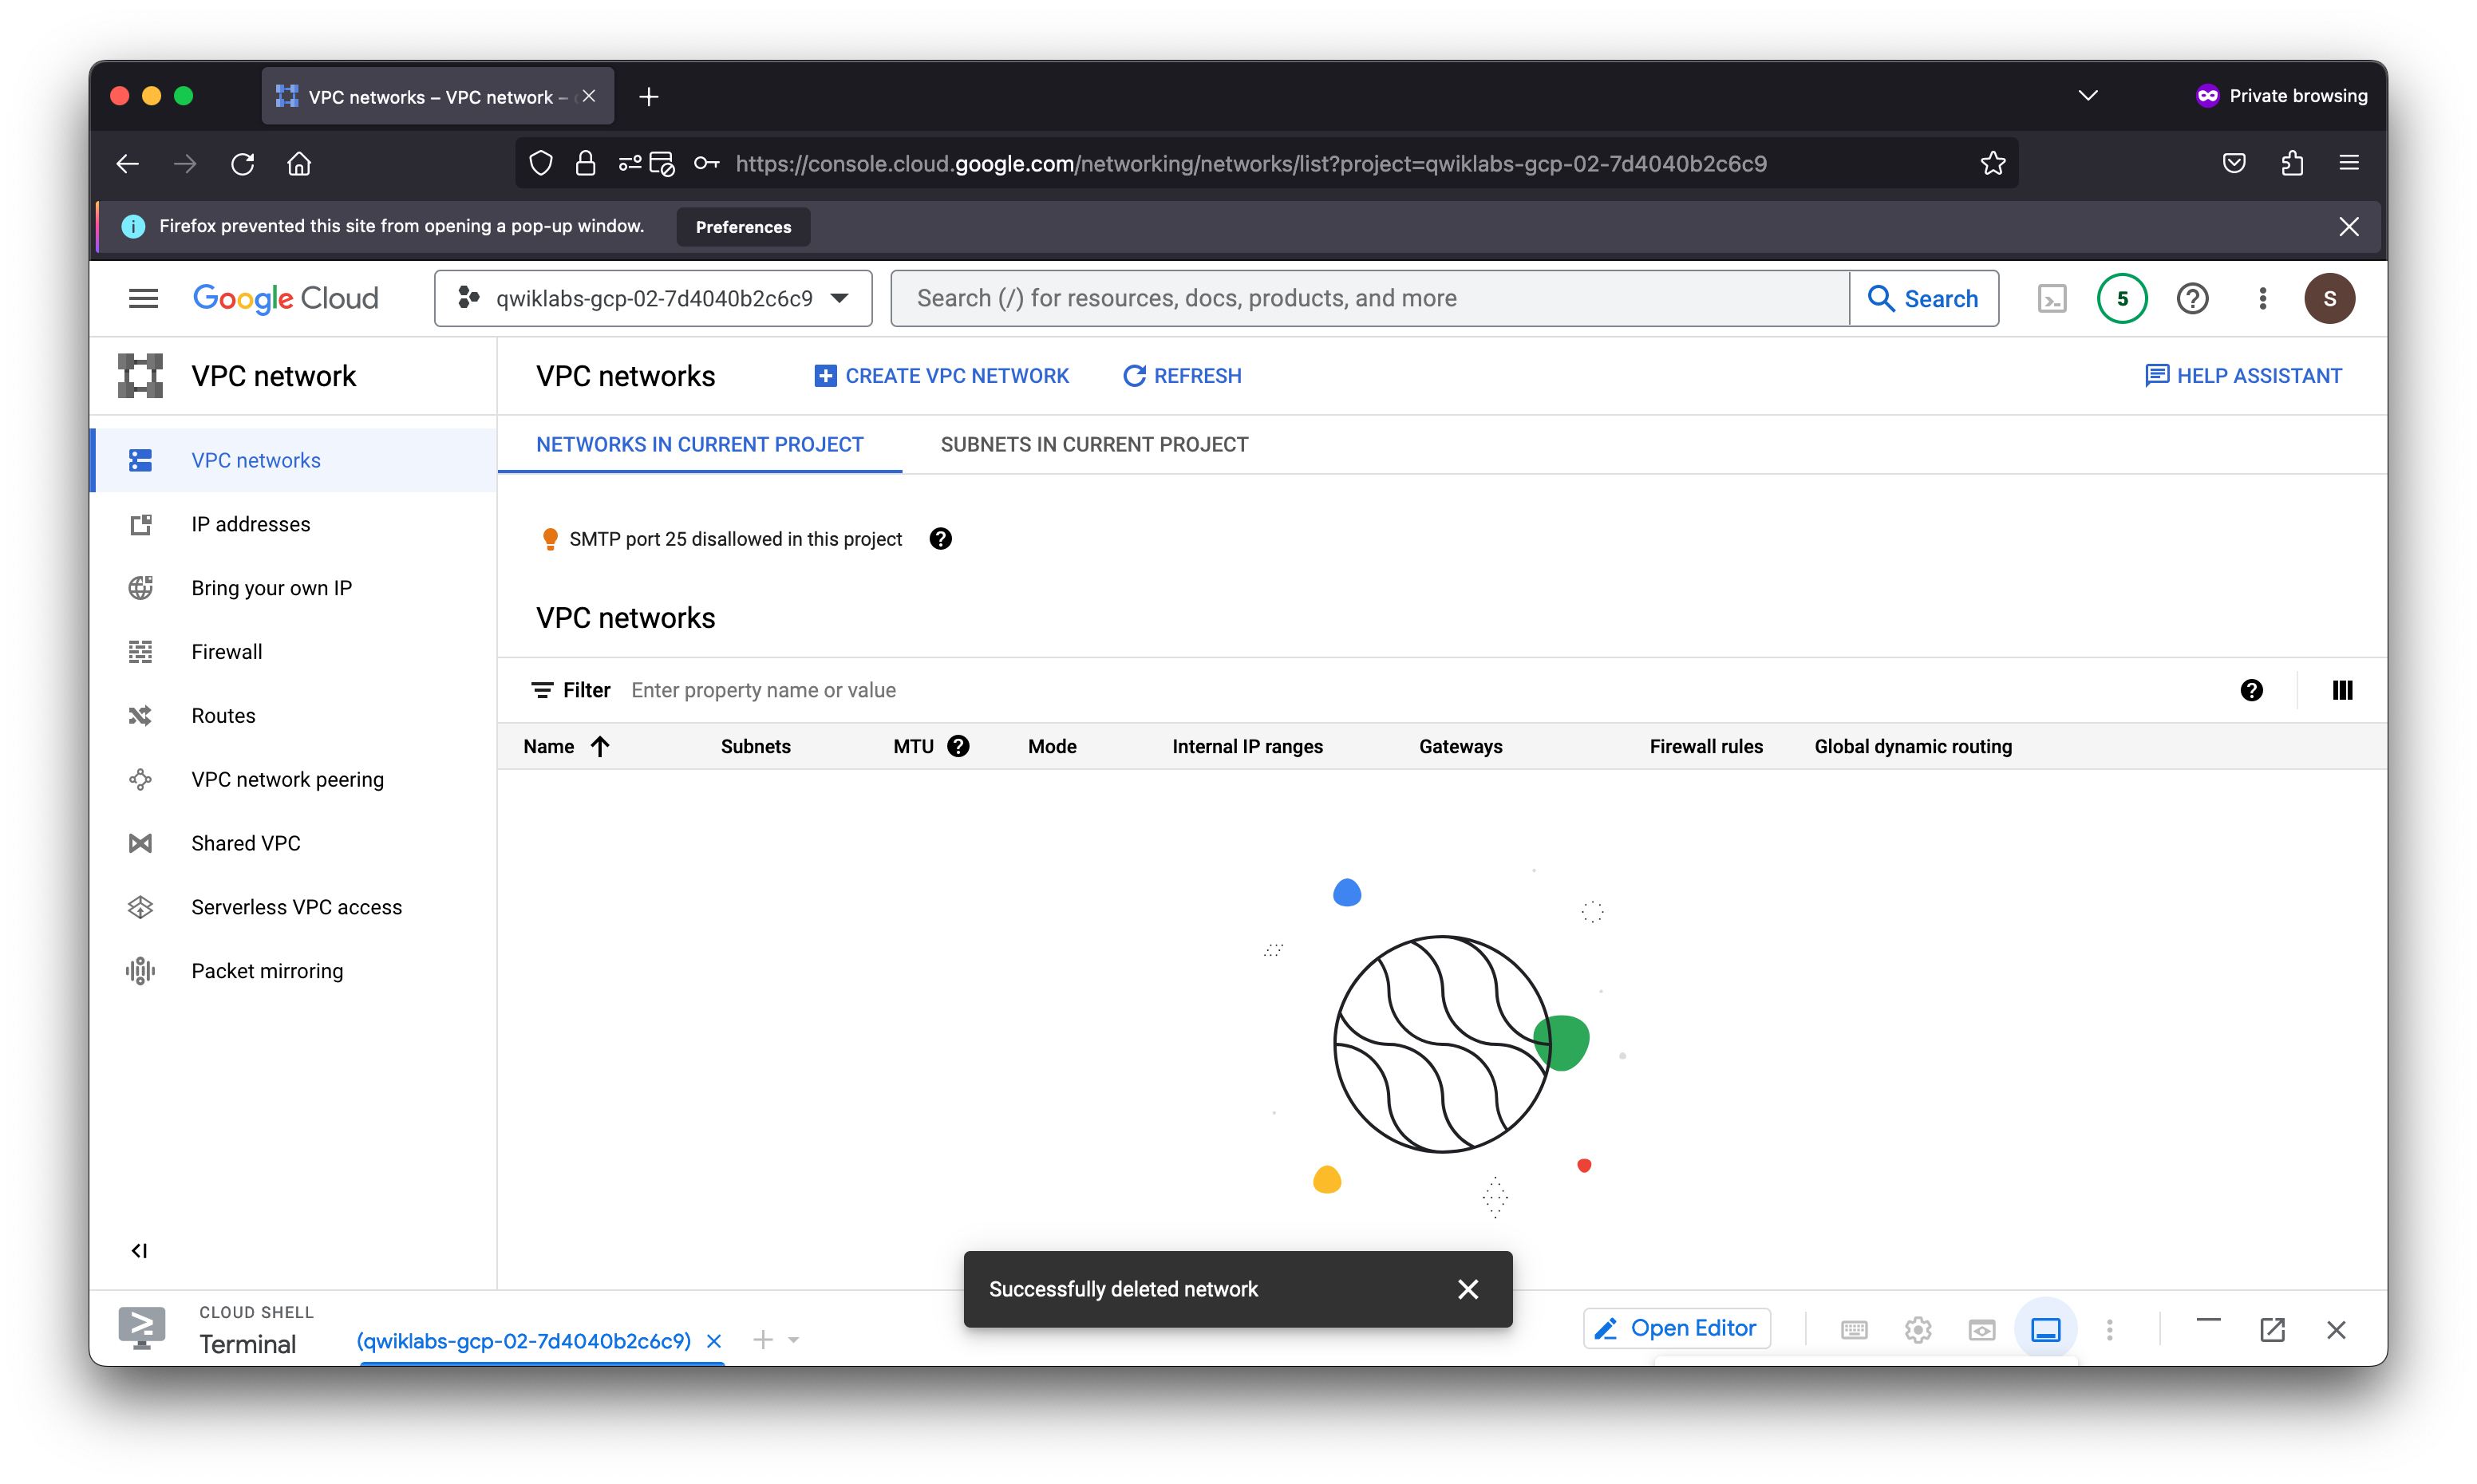 VPC networks – VPC network –
Private browsing
https://console.cloud.google.com/networking/networks/list?project=qwiklabs-gcp-02-7d4040b2c6c9
Firefox prevented this site from opening a pop-up window.
Preferences
Google Cloud
qwiklabs-gcp-02-7d4040b2c6c9
Search (/) for resources, docs, products, and more
Search
5
S
VPC network
VPC networks
CREATE VPC NETWORK
REFRESH
HELP ASSISTANT
VPC networks
IP addresses
Bring your own IP
Firewall
Routes
VPC network peering
Shared VPC
Serverless VPC access
Packet mirroring
NETWORKS IN CURRENT PROJECT
SUBNETS IN CURRENT PROJECT
SMTP port 25 disallowed in this project
VPC networks
Filter Enter property name or value
Name Subnets MTU Mode Internal IP ranges Gateways Firewall rules Global dynamic routing
Successfully deleted network
CLOUD SHELL
Terminal
(qwiklabs-gcp-02-7d4040b2c6c9)
Open Editor